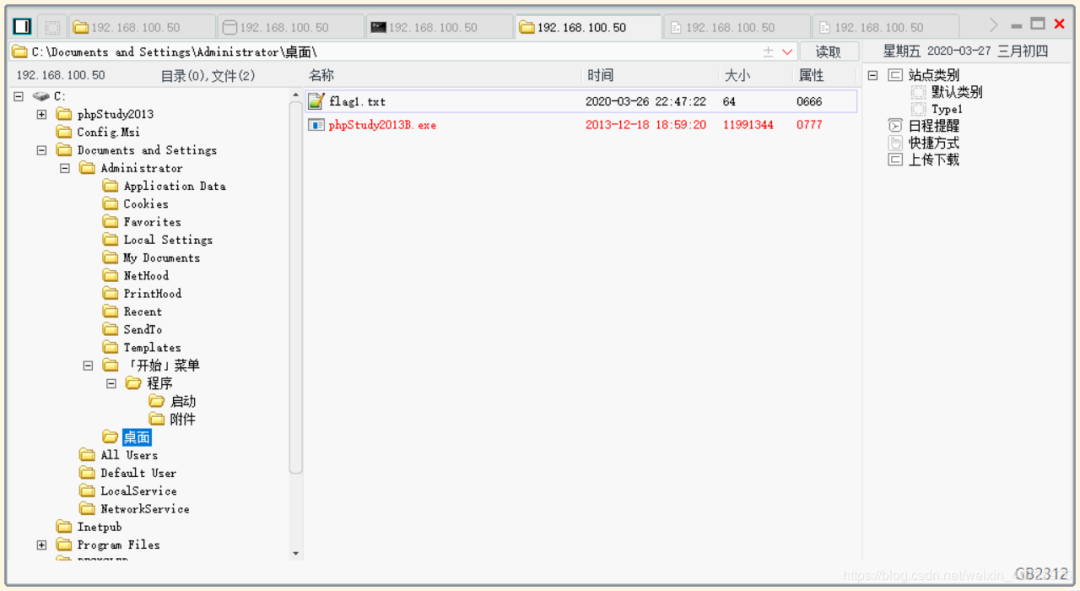 192.168.100.50 192.168.100.50 192.168.100.50 192.168.100.50 192.168.100.50 192.168.100.50
C:\Documents and Settings\Administrator\桌面\ 读取 星期五 2020-03-27 三月初四
192.168.100.50 目录(0),文件(2) 名称 时间 大小 属性
C:
phpStudy2013
Config.Msi
Documents and Settings
Administrator
Application Data
Cookies
Favorites
Local Settings
My Documents
NetHood
PrintHood
Recent
SendTo
Templates
「开始」菜单
程序
启动
附件
桌面
All Users
Default User
LocalService
NetworkService
Inetpub
Program Files
flag1.txt 2020-03-26 22:47:22 64 0666
phpStudy2013B.exe 2013-12-18 18:59:20 11991344 0777
站点类别
默认类别
Type1
日程提醒
快捷方式
上传下载
GB2312